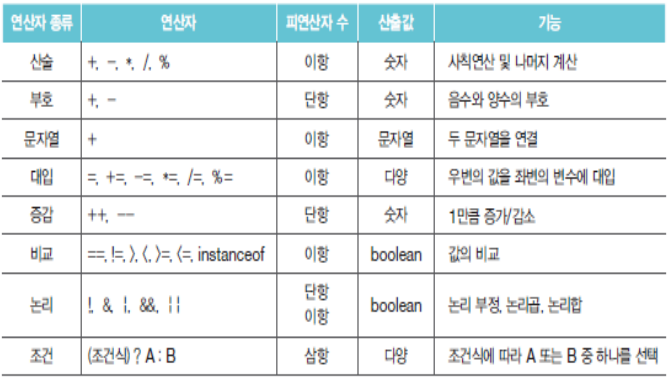 연산자 종류 연산자 피연산자 수 산출값 기능
산술 +, -, *, /, % 이항 숫자 사칙연산 및 나머지 계산
부호 +, - 단항 숫자 음수와 양수의 부호
문자열 + 이항 문자열 두 문자열을 연결
대입 =, +=, -=, *=, /=, %= 이항 다양 우변의 값을 좌변의 변수에 대입
증감 ++, -- 단항 숫자 1만큼 증가/감소
비교 ==, !=, >, <, >=, <=, instanceof 이항 boolean 값의 비교
논리 !, &, |, &&, || 단항
이항 boolean 논리 부정, 논리곱, 논리합
조건 (조건식) ? A : B 삼항 다양 조건식에 따라 A 또는 B 중 하나를 선택